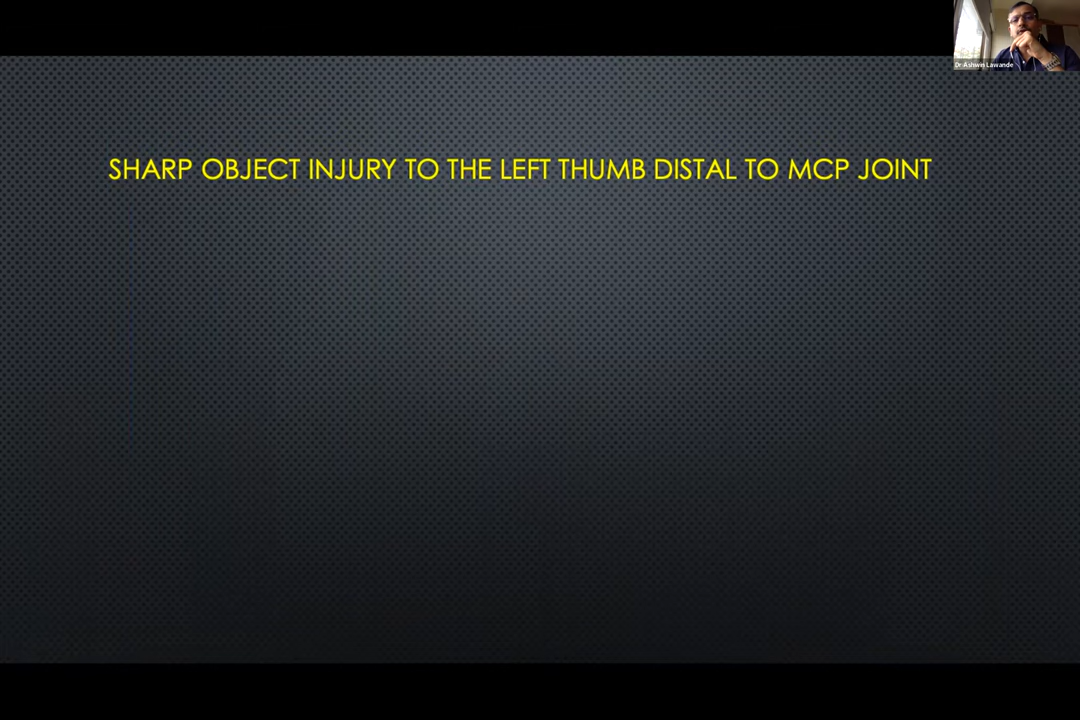 Dr Ashwin Lawande
SHARP OBJECT INJURY TO THE LEFT THUMB DISTAL TO MCP JOINT